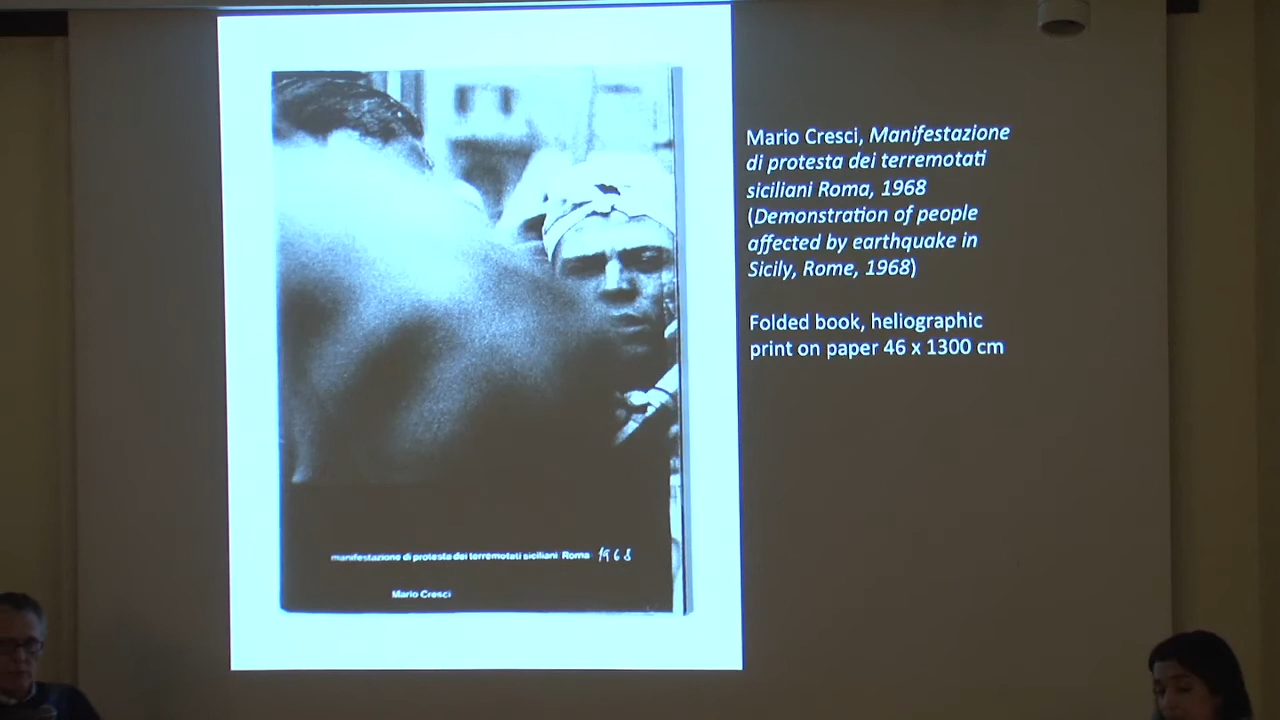 Mario Cresci, Manifestazione
di protesta dei terremotati
siciliani Roma, 1968
(Demonstration of people
affected by earthquake in
Sicily, Rome, 1968)
Folded book, heliographic
print on paper 46 x 1300 cm
manifestazione di protesta dei terremotati siciliani Roma 1968
Mario Cresci